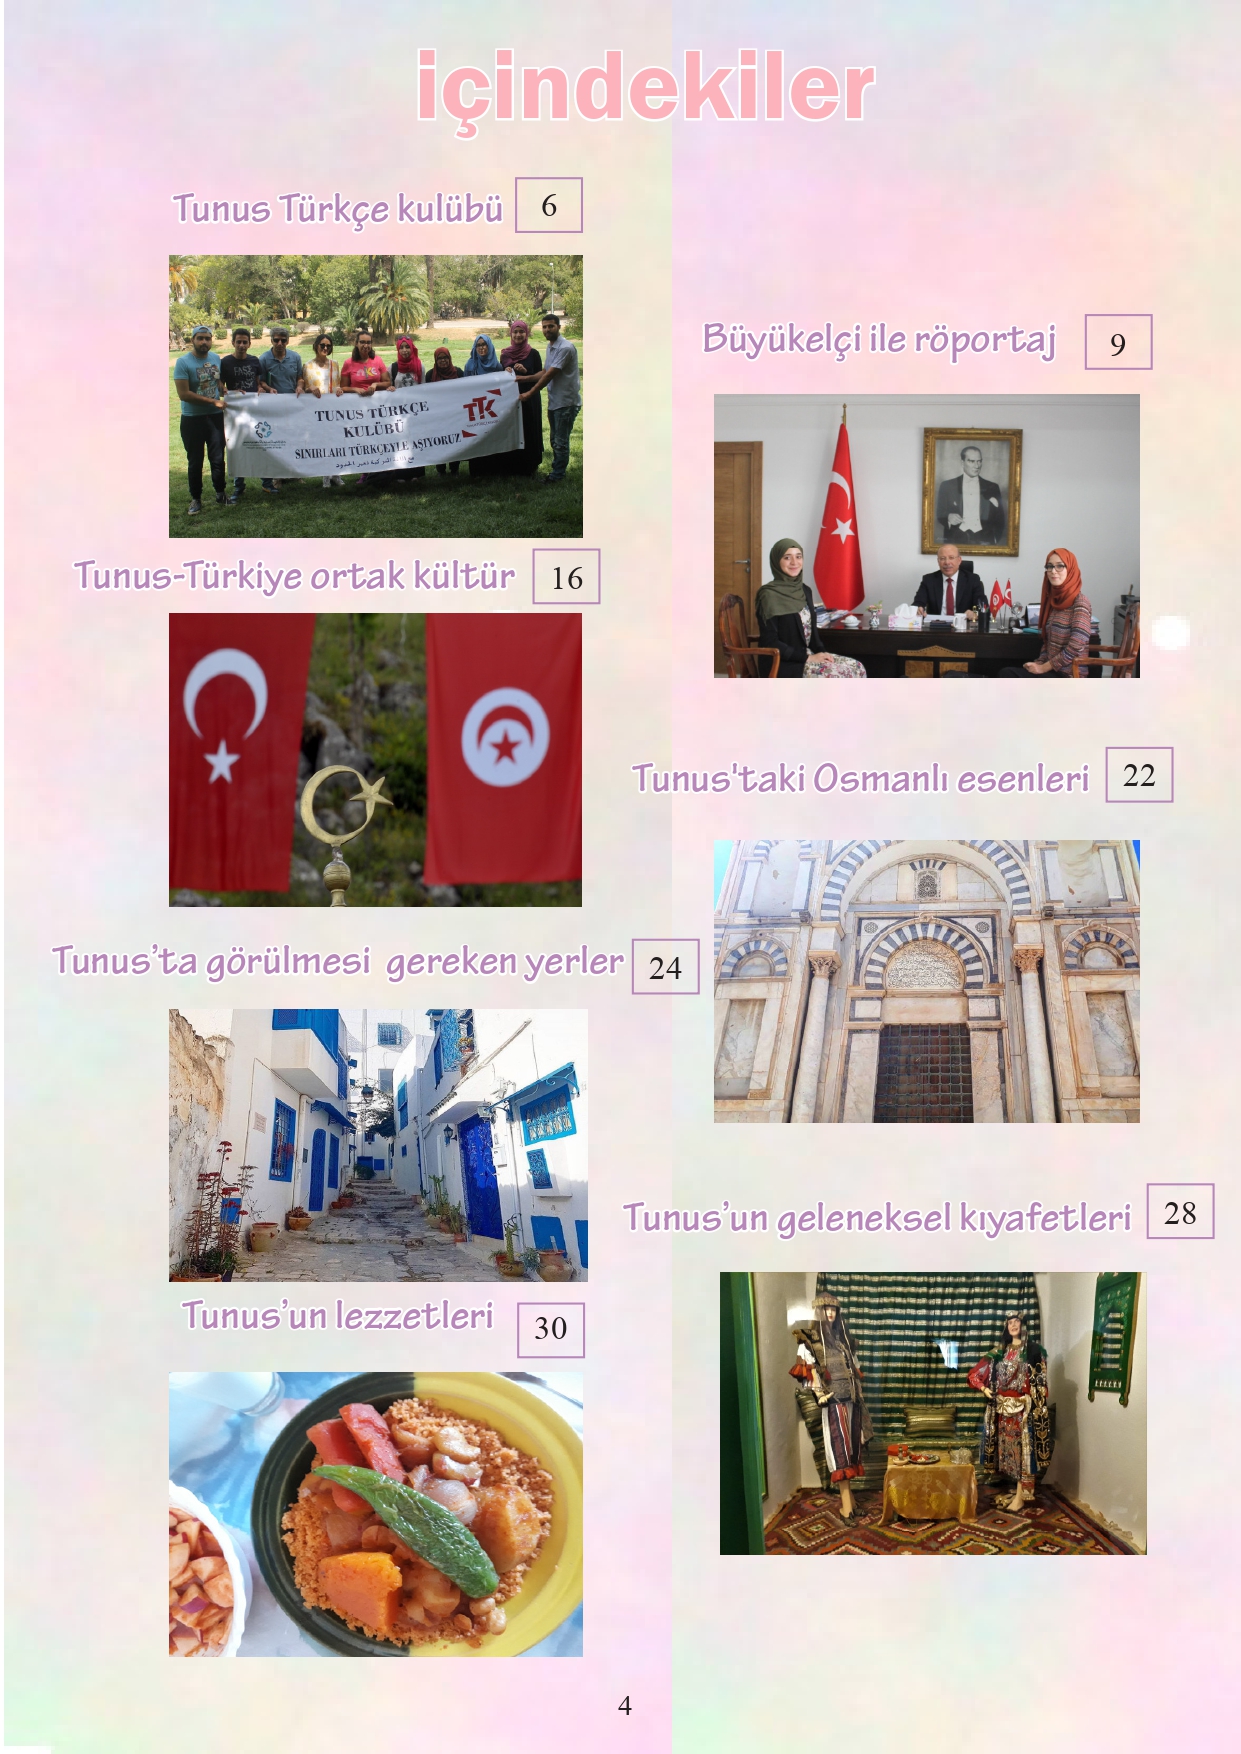 içindekiler
Tunus Türkçe kulübü 6
TUNUS TÜRKÇE
KULÜBÜ
SINIRLARI TÜRKÇEYLE AŞIYORUZ
TTK
Büyükelçi ile röportaj 9
Tunus-Türkiye ortak kültür 16
Tunus'taki Osmanlı esenleri 22
Tunus’ta görülmesi gereken yerler 24
Tunus’un geleneksel kıyafetleri 28
Tunus’un lezzetleri 30
4